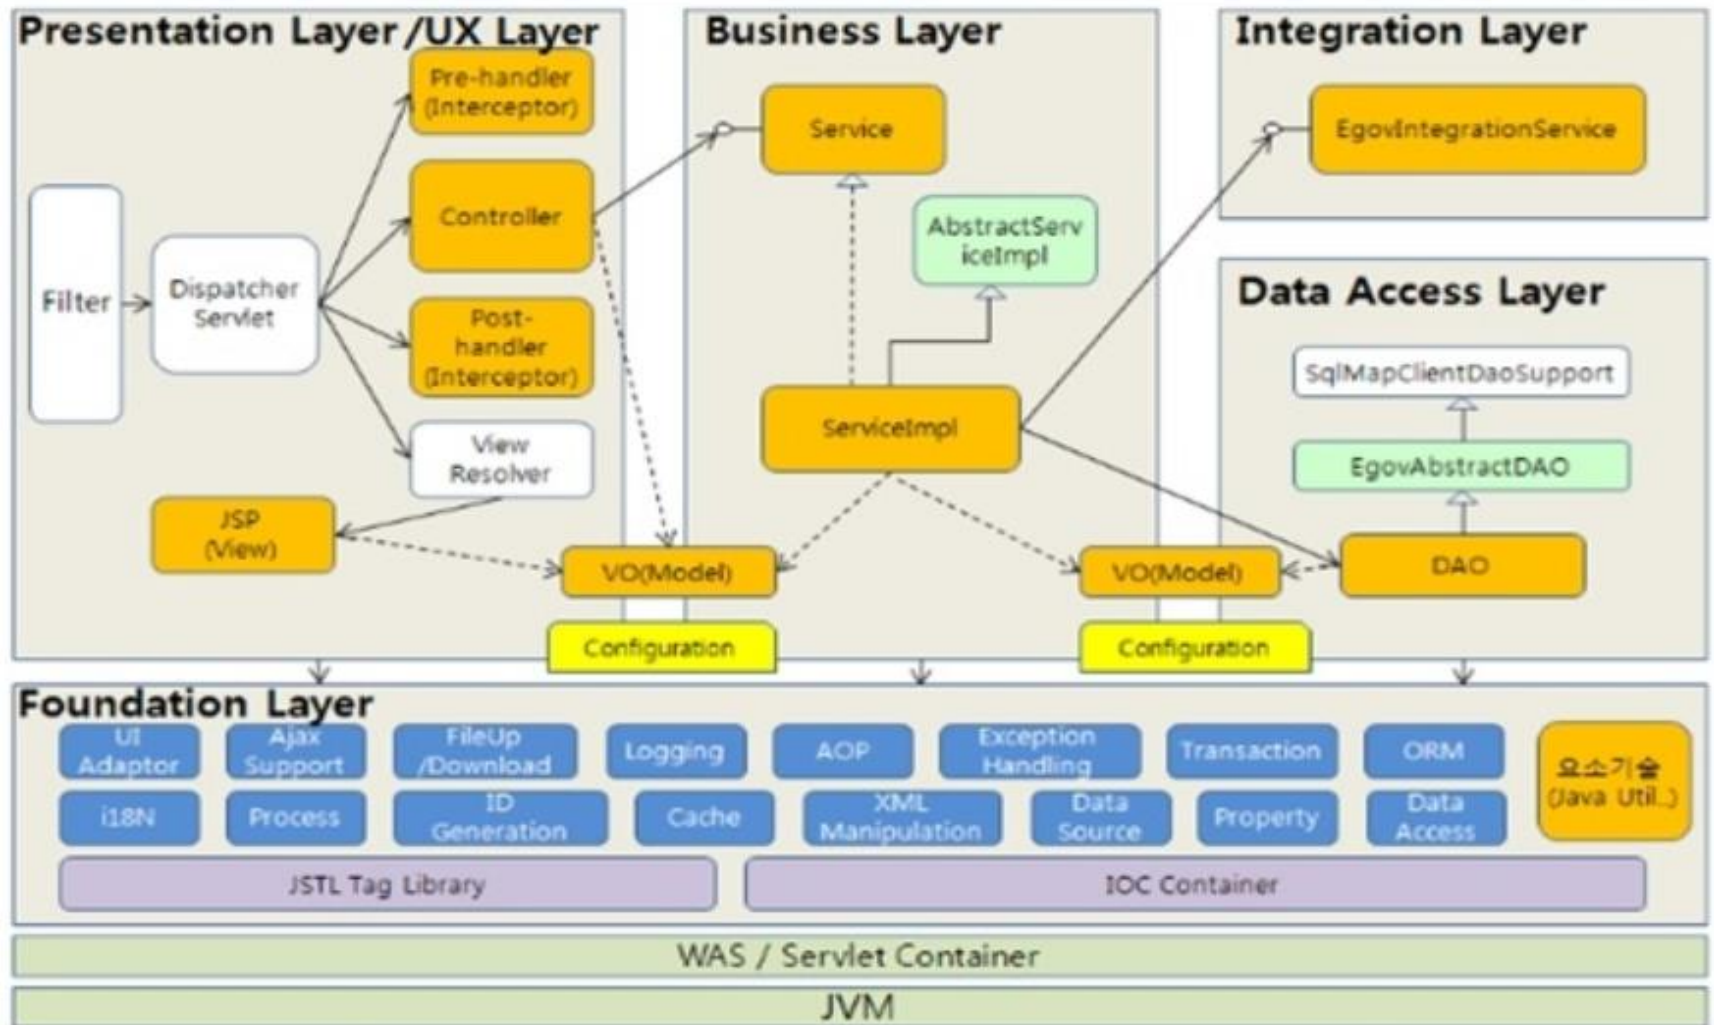 Presentation Layer /UX Layer
Pre-handler
(Interceptor)
Controller
Filter
Dispatcher
Servlet
Post-
handler
(Interceptor)
View
Resolver
JSP
(View)
VO(Model)
Configuration
Business Layer
Service
AbstractServ
iceImpl
ServiceImpl
VO(Model)
Configuration
Integration Layer
EgovIntegrationService
Data Access Layer
SqlMapClientDaoSupport
EgovAbstractDAO
DAO
Foundation Layer
UI
Adaptor
Ajax
Support
FileUp
/Download
Logging
AOP
Exception
Handling
Transaction
ORM
요소기술
(Java Util..)
i18N
Process
ID
Generation
Cache
XML
Manipulation
Data
Source
Property
Data
Access
JSTL Tag Library
IOC Container
WAS / Servlet Container
JVM